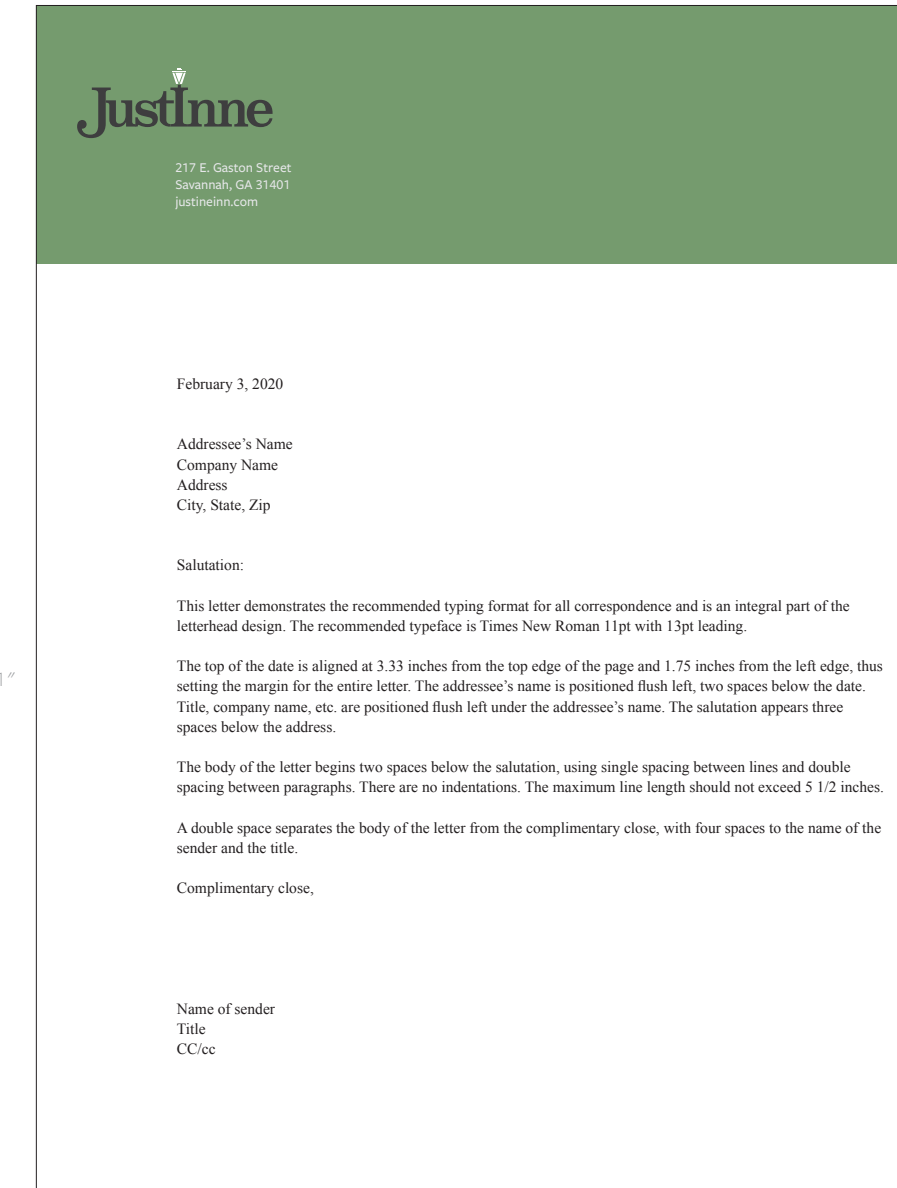 JustInne
217 E. Gaston Street
Savannah, GA 31401
justineinn.com
February 3, 2020
Addressee’s Name
Company Name
Address
City, State, Zip
Salutation:
This letter demonstrates the recommended typing format for all correspondence and is an integral part of the
letterhead design. The recommended typeface is Times New Roman 11pt with 13pt leading.
The top of the date is aligned at 3.33 inches from the top edge of the page and 1.75 inches from the left edge, thus
setting the margin for the entire letter. The addressee’s name is positioned flush left, two spaces below the date.
Title, company name, etc. are positioned flush left under the addressee’s name. The salutation appears three
spaces below the address.
The body of the letter begins two spaces below the salutation, using single spacing between lines and double
spacing between paragraphs. There are no indentations. The maximum line length should not exceed 5 1/2 inches.
A double space separates the body of the letter from the complimentary close, with four spaces to the name of the
sender and the title.
Complimentary close,
Name of sender
Title
CC/cc